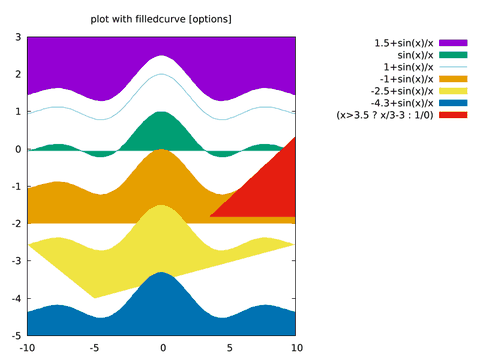 plot with filledcurve [options]
1.5+sin(x)/x
sin(x)/x
1+sin(x)/x
-1+sin(x)/x
-2.5+sin(x)/x
-4.3+sin(x)/x
(x>3.5 ? x/3-3 : 1/0)
3
2
1
0
-1
-2
-3
-4
-5
-10
-5
0
5
10